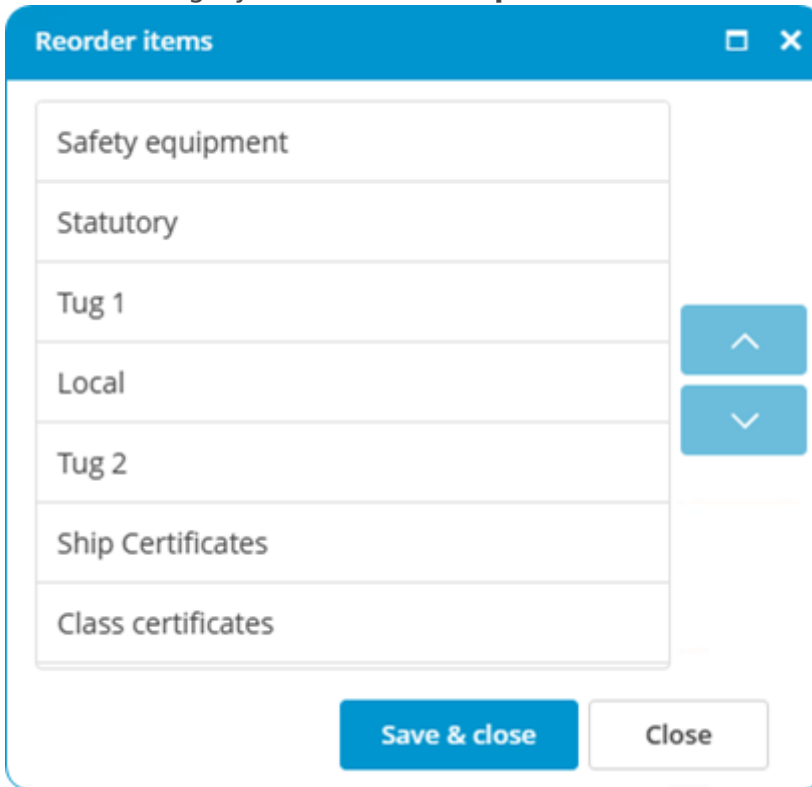 Reorder items
Safety equipment
Statutory
Tug 1
Local
Tug 2
Ship Certificates
Class certificates
Save & close
Close